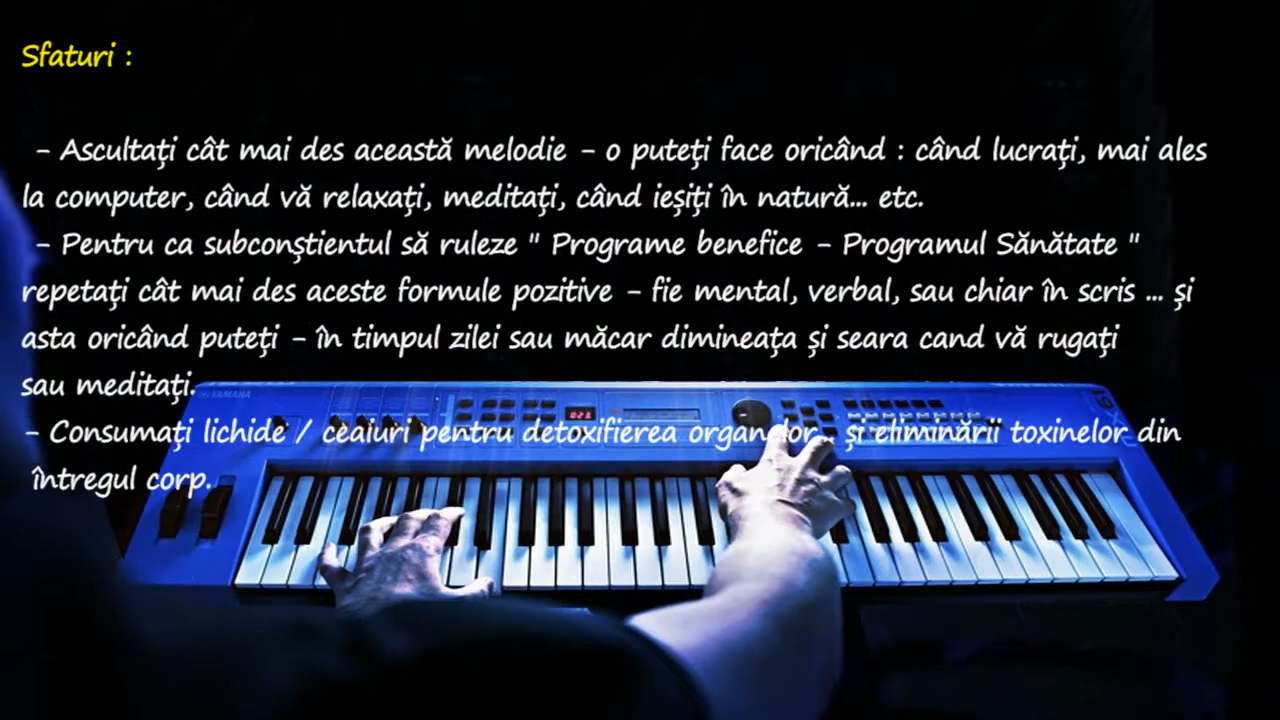 Sfaturi :
- Ascultați cât mai des această melodie - o puteți face oricând : când lucrați, mai ales
la computer, când vă relaxați, meditați, când ieșiți în natură... etc.
- Pentru ca subconștientul să ruleze " Programe benefice - Programul Sănătate "
repetați cât mai des aceste formule pozitive - fie mental, verbal, sau chiar în scris ... și
asta oricând puteți - în timpul zilei sau măcar dimineața și seara cand vă rugați
sau meditați.
YAMAHA
023
- Consumați lichide / ceaiuri pentru detoxifierea organelor , și eliminării toxinelor din
întregul corp.